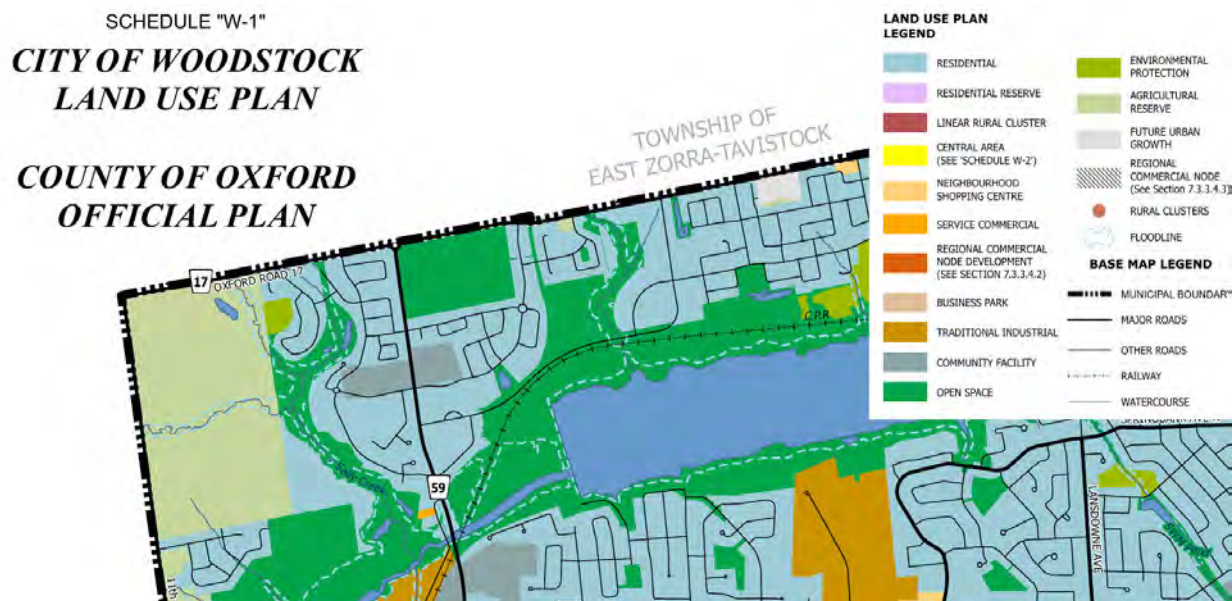 SCHEDULE "W-1"
CITY OF WOODSTOCK
LAND USE PLAN
COUNTY OF OXFORD
OFFICIAL PLAN
TOWNSHIP OF
EAST ZORRA-TAVISTOCK
17
OXFORD ROAD 17
C.P.R.
59
LANSDOWNE AVE
11th
LAND USE PLAN
LEGEND
RESIDENTIAL
RESIDENTIAL RESERVE
LINEAR RURAL CLUSTER
CENTRAL AREA
(SEE 'SCHEDULE W-2')
NEIGHBOURHOOD
SHOPPING CENTRE
SERVICE COMMERCIAL
REGIONAL COMMERCIAL
NODE DEVELOPMENT
(SEE SECTION 7.3.3.4.2)
BUSINESS PARK
TRADITIONAL INDUSTRIAL
COMMUNITY FACILITY
OPEN SPACE
ENVIRONMENTAL
PROTECTION
AGRICULTURAL
RESERVE
FUTURE URBAN
GROWTH
REGIONAL
COMMERCIAL NODE
(See Section 7.3.3.4.3)
RURAL CLUSTERS
FLOODLINE
BASE MAP LEGEND
MUNICIPAL BOUNDARY
MAJOR ROADS
OTHER ROADS
RAILWAY
WATERCOURSE